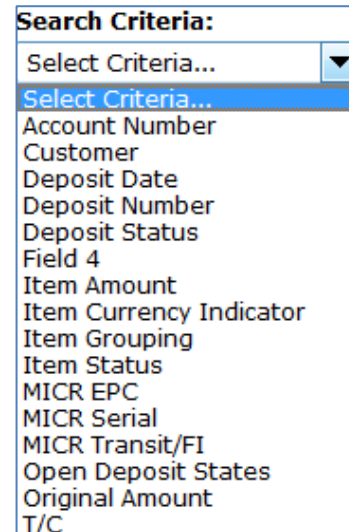 Search Criteria:
Select Criteria...
Select Criteria...
Account Number
Customer
Deposit Date
Deposit Number
Deposit Status
Field 4
Item Amount
Item Currency Indicator
Item Grouping
Item Status
MICR EPC
MICR Serial
MICR Transit/FI
Open Deposit States
Original Amount
T/C